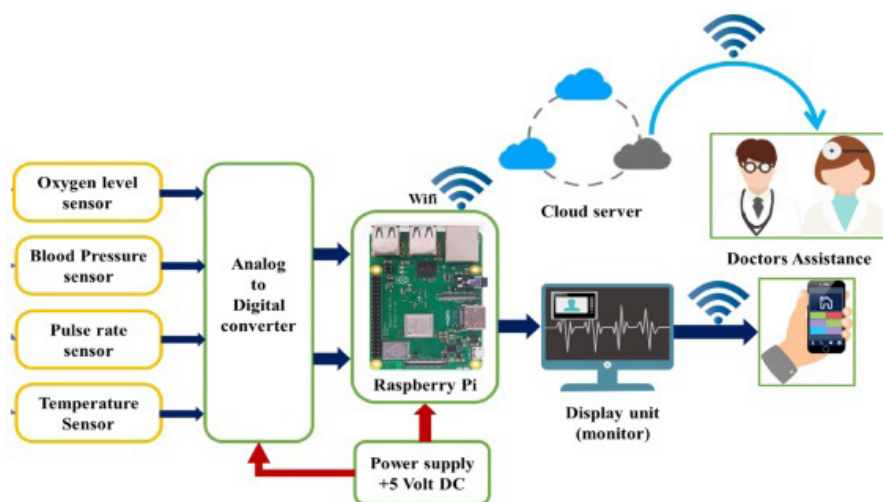 Oxygen level
sensor
Blood Pressure
sensor
Pulse rate
sensor
Temperature
Sensor
Analog
to
Digital
converter
Wifi
Raspberry Pi
Power supply
+5 Volt DC
Cloud server
Display unit
(monitor)
Doctors Assistance